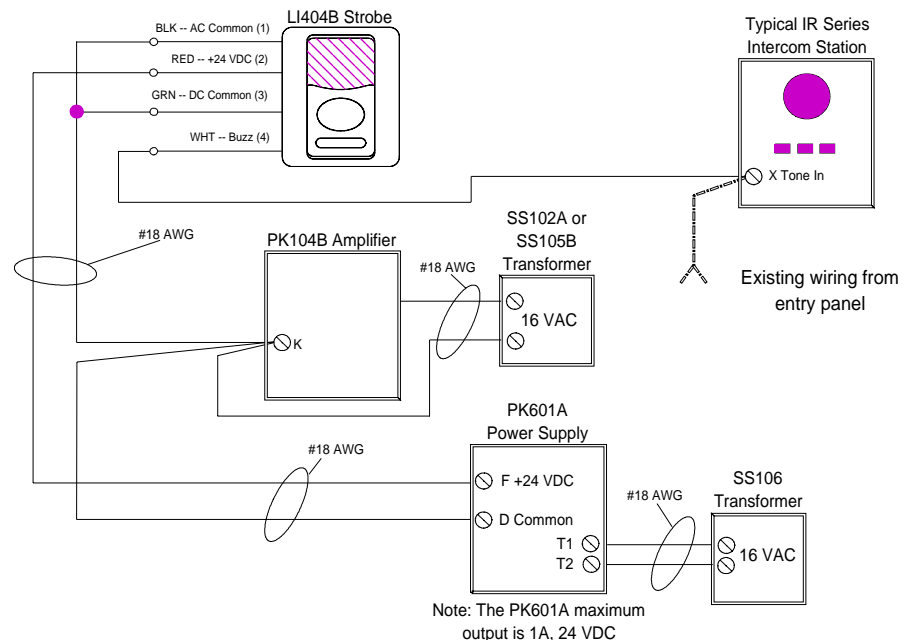 LI404B Strobe
BLK -- AC Common (1)
RED -- +24 VDC (2)
GRN -- DC Common (3)
WHT -- Buzz (4)
Typical IR Series
Intercom Station
X Tone In
Existing wiring from
entry panel
#18 AWG
PK104B Amplifier
K
#18 AWG
SS102A or
SS105B
Transformer
16 VAC
#18 AWG
PK601A
Power Supply
F +24 VDC
D Common
T1
T2
#18 AWG
SS106
Transformer
16 VAC
Note: The PK601A maximum
output is 1A, 24 VDC